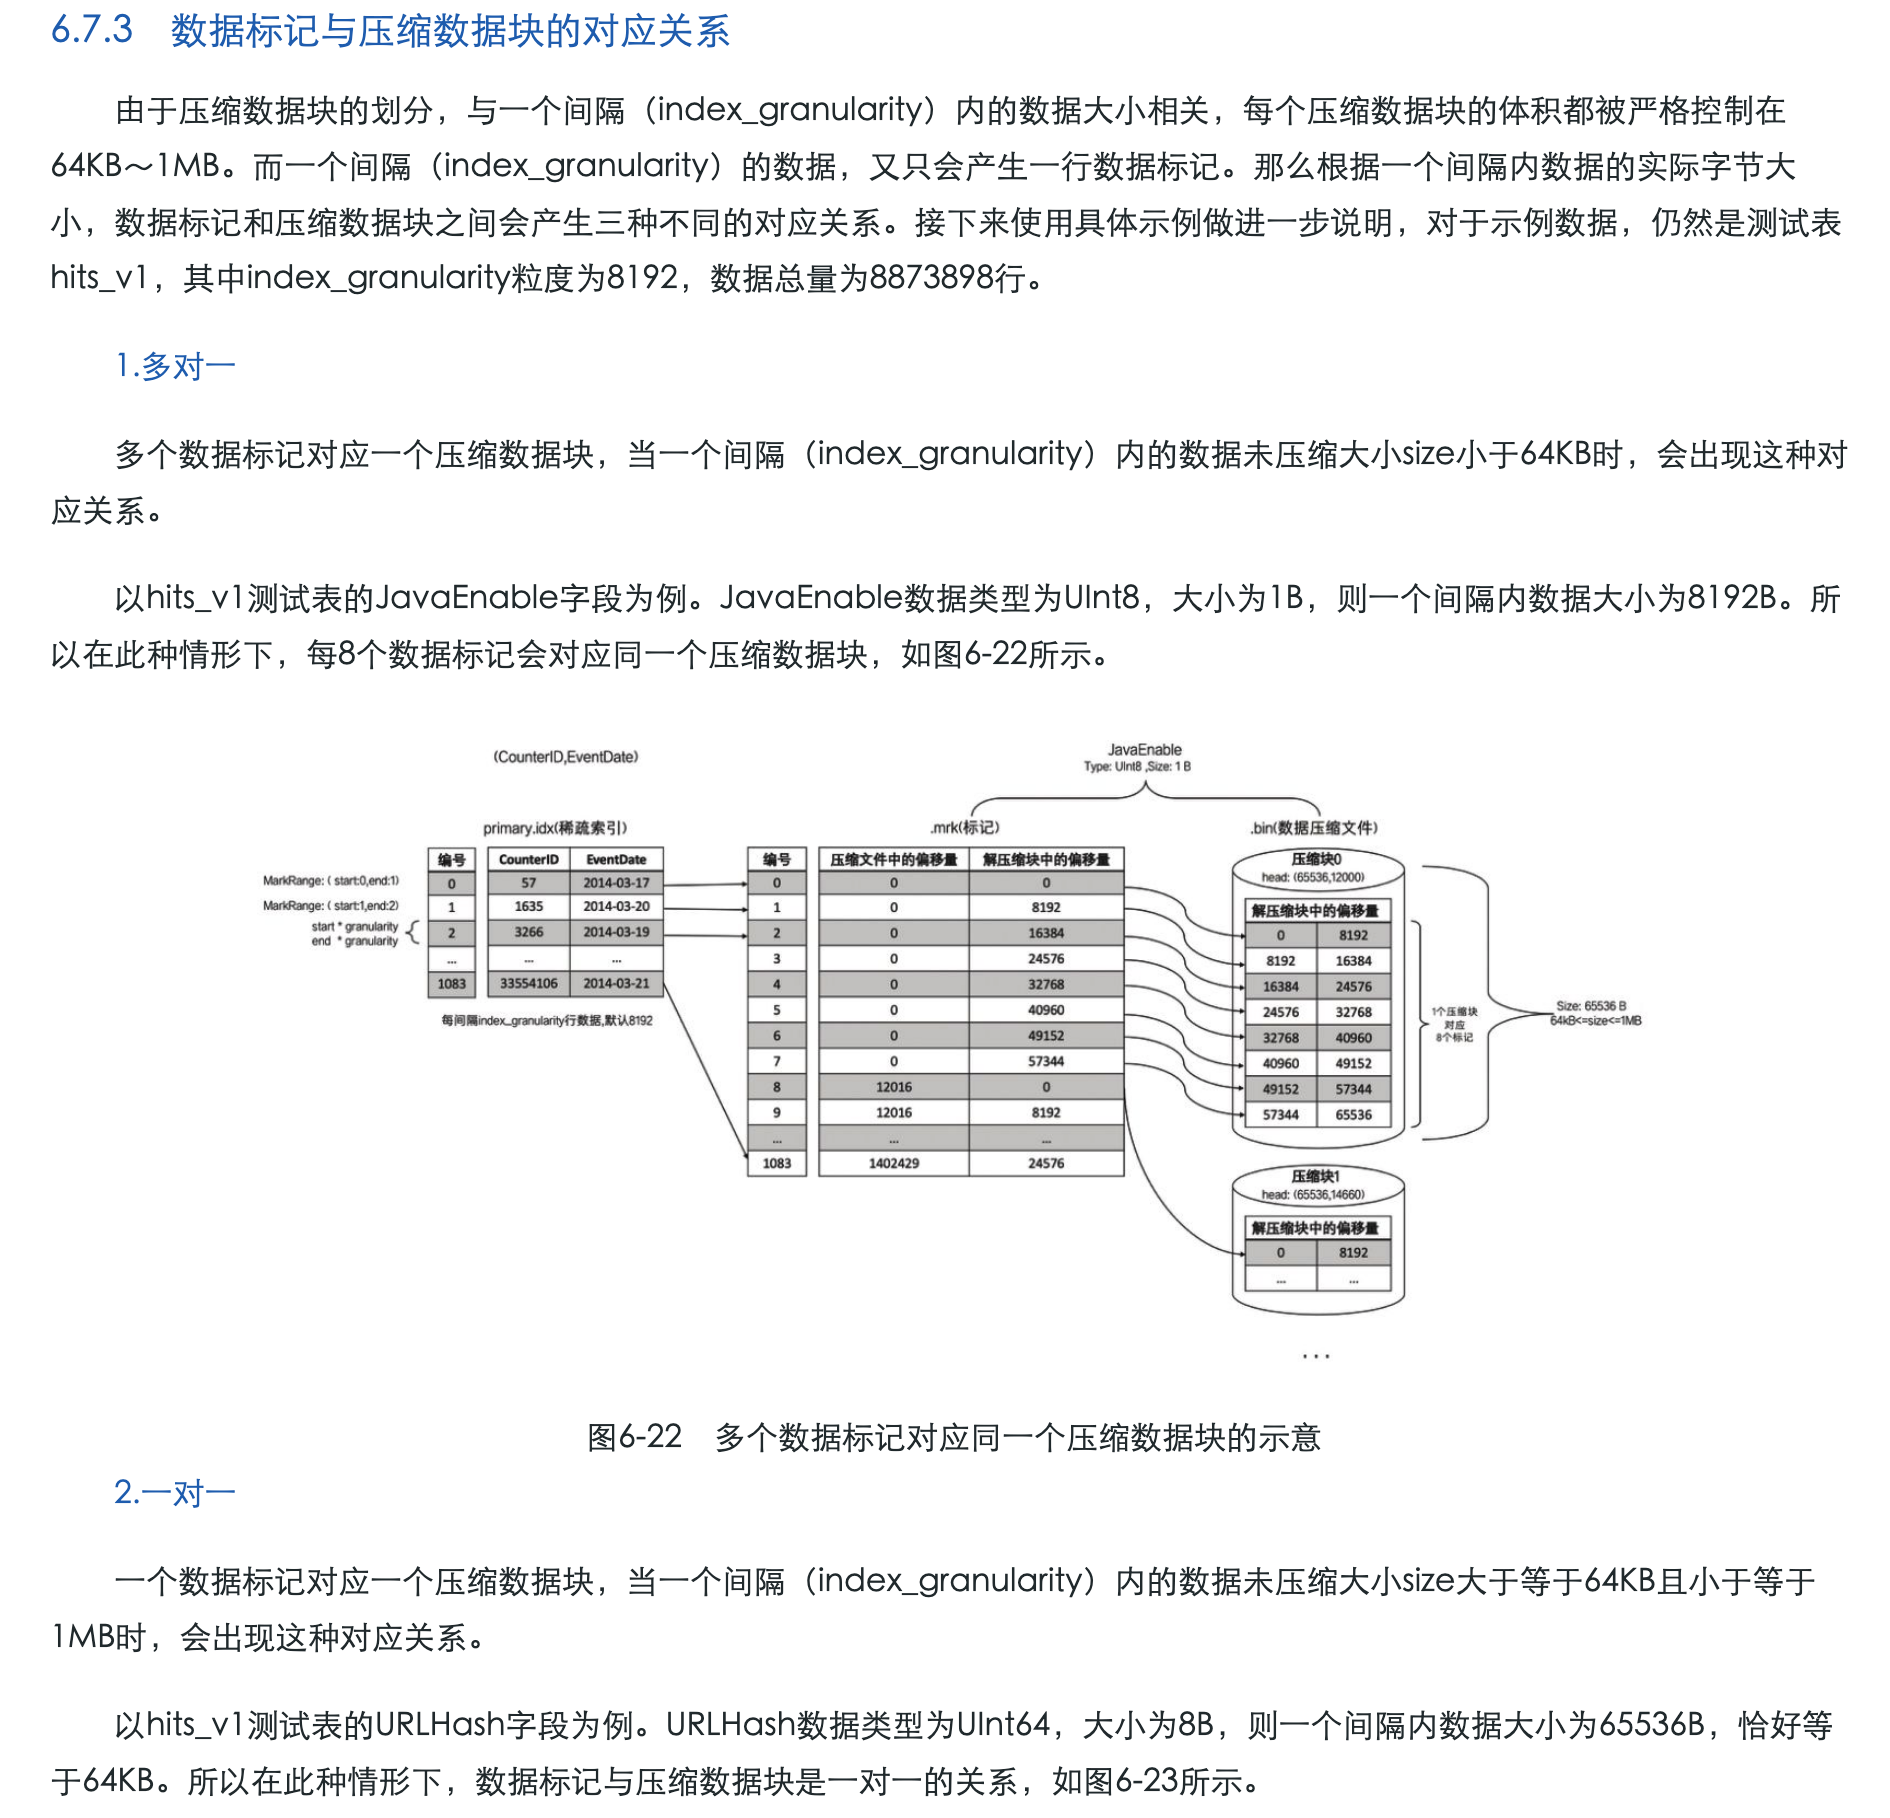 6.7.3 数据标记与压缩数据块的对应关系
由于压缩数据块的划分，与一个间隔（index_granularity）内的数据大小相关，每个压缩数据块的体积都被严格控制在
64KB～1MB。而一个间隔（index_granularity）的数据，又只会产生一行数据标记。那么根据一个间隔内数据的实际字节大
小，数据标记和压缩数据块之间会产生三种不同的对应关系。接下来使用具体示例做进一步说明，对于示例数据，仍然是测试表
hits_v1，其中index_granularity粒度为8192，数据总量为8873898行。
1.多对一
多个数据标记对应一个压缩数据块，当一个间隔（index_granularity）内的数据未压缩大小size小于64KB时，会出现这种对
应关系。
以hits_v1测试表的JavaEnable字段为例。JavaEnable数据类型为UInt8，大小为1B，则一个间隔内数据大小为8192B。所
以在此种情形下，每8个数据标记会对应同一个压缩数据块，如图6-22所示。
(CounterID,EventDate)
primary.idx(稀疏索引)
编号 CounterID EventDate
MarkRange: ( start:0,end:1) 0 57 2014-03-17
MarkRange: ( start:1,end:2) 1 1635 2014-03-20
start * granularity
end * granularity
2 3266 2014-03-19
... ... ...
1083 33554106 2014-03-21
每间隔index_granularity行数据,默认8192
JavaEnable
Type: UInt8 ,Size: 1 B
.mrk(标记)
编号 压缩文件中的偏移量 解压缩块中的偏移量
0 0 0
1 0 8192
2 0 16384
3 0 24576
4 0 32768
5 0 40960
6 0 49152
7 0 57344
8 12016 0
9 12016 8192
... ... ...
1083 1402429 24576
.bin(数据压缩文件)
压缩块0
head: (65536,12000)
解压缩块中的偏移量
0 8192
8192 16384
16384 24576
24576 32768
32768 40960
40960 49152
49152 57344
57344 65536
1个压缩块
对应
8个标记
Size: 65536 B
64kB<=size<=1MB
压缩块1
head: (65536,14660)
解压缩块中的偏移量
0 8192
... ...
...
图6-22 多个数据标记对应同一个压缩数据块的示意
2.一对一
一个数据标记对应一个压缩数据块，当一个间隔（index_granularity）内的数据未压缩大小size大于等于64KB且小于等于
1MB时，会出现这种对应关系。
以hits_v1测试表的URLHash字段为例。URLHash数据类型为UInt64，大小为8B，则一个间隔内数据大小为65536B，恰好等
于64KB。所以在此种情形下，数据标记与压缩数据块是一对一的关系，如图6-23所示。